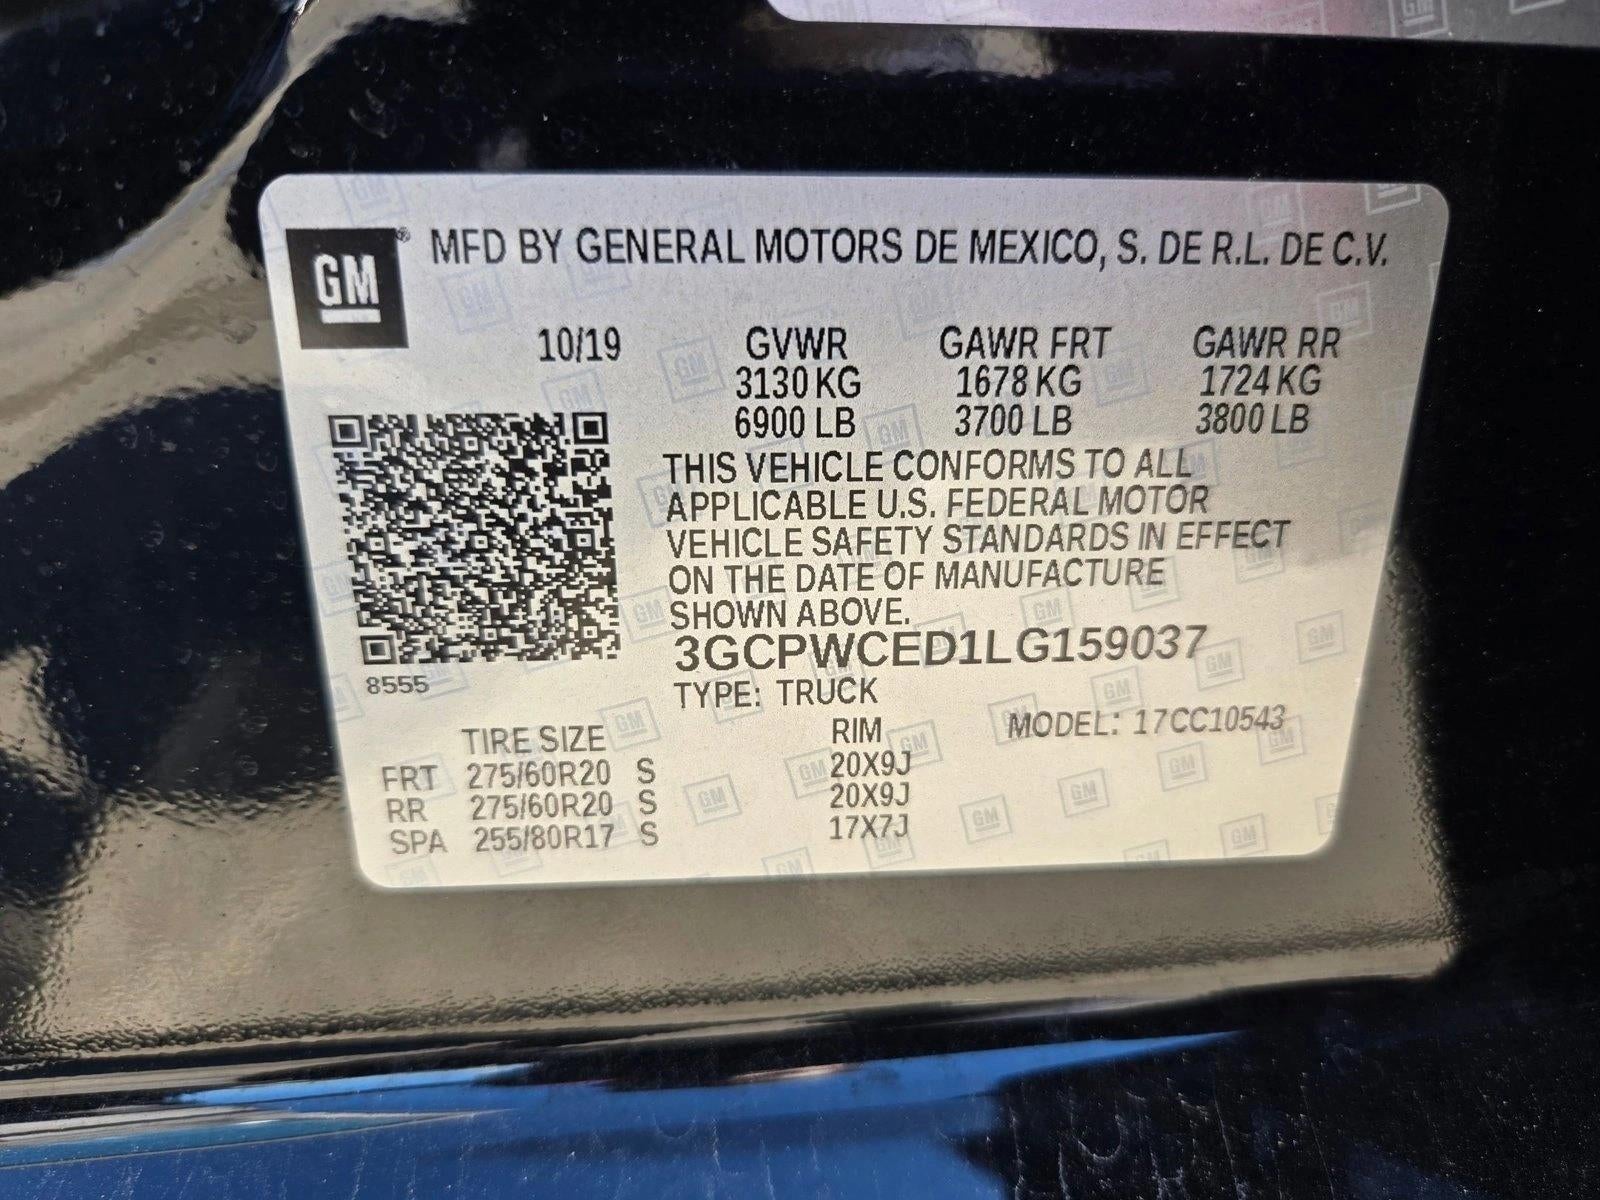 GM® MFD BY GENERAL MOTORS DE MEXICO, S. DE R.L. DE C.V.
10/19 GVWR GAWR FRT GAWR RR
3130 KG 1678 KG 1724 KG
6900 LB 3700 LB 3800 LB
THIS VEHICLE CONFORMS TO ALL
APPLICABLE U.S. FEDERAL MOTOR
VEHICLE SAFETY STANDARDS IN EFFECT
ON THE DATE OF MANUFACTURE
SHOWN ABOVE.
3GCPWCED1LG159037
8555
TYPE: TRUCK
TIRE SIZE RIM MODEL: 17CC10543
FRT 275/60R20 S 20X9J
RR 275/60R20 S 20X9J
SPA 255/80R17 S 17X7J